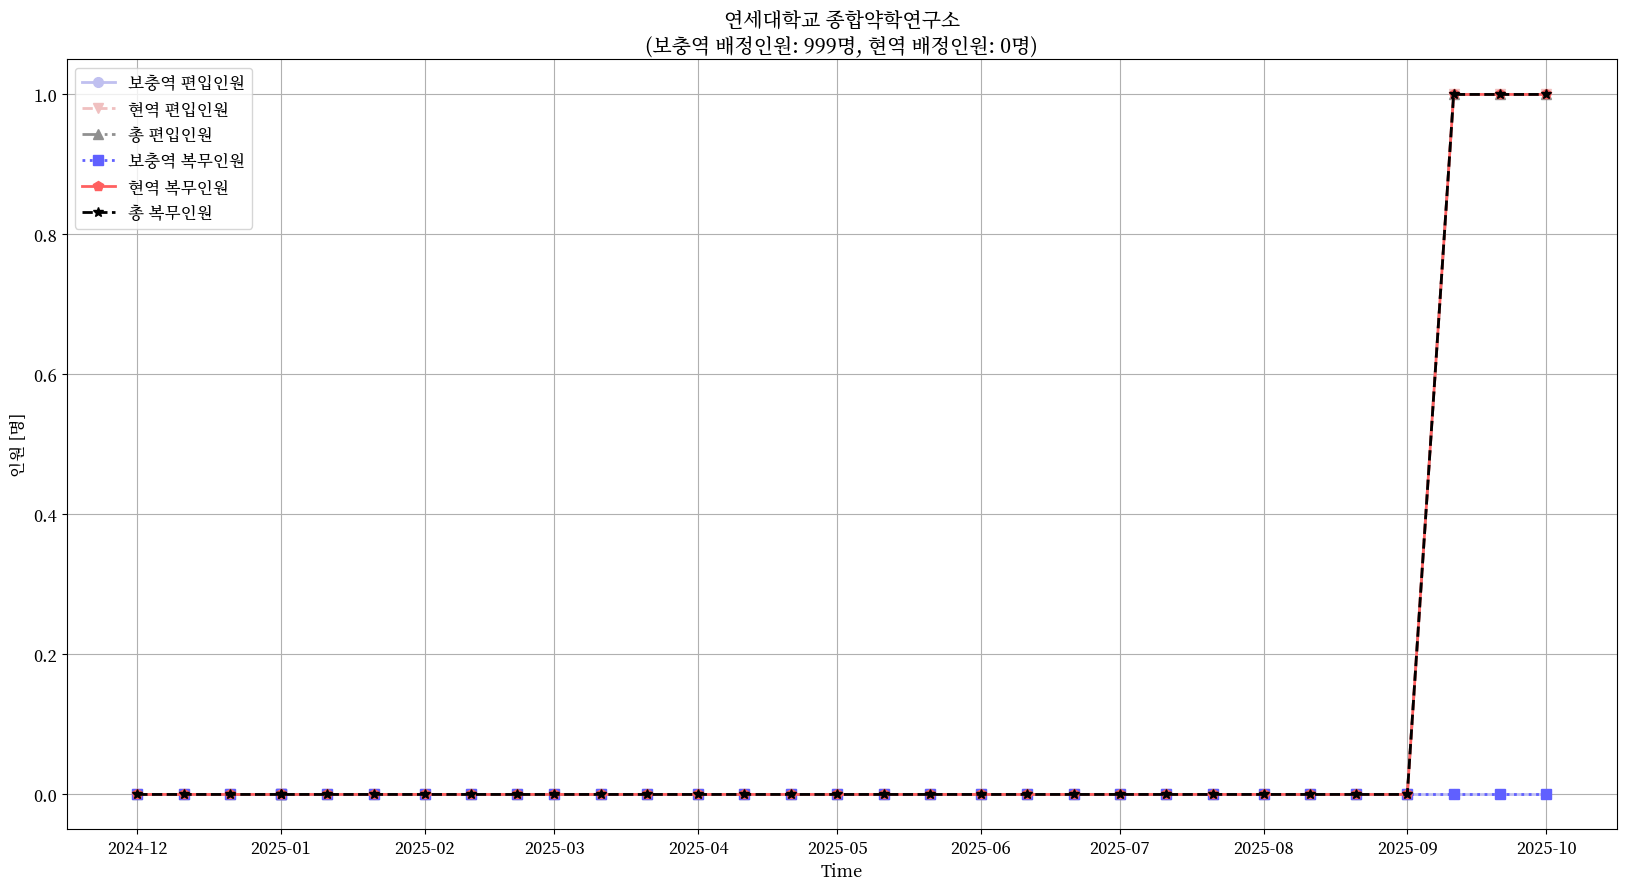 연세대학교 종합약학연구소
(보충역 배정인원: 999명, 현역 배정인원: 0명)
보충역 편입인원
현역 편입인원
총 편입인원
보충역 복무인원
현역 복무인원
총 복무인원
1.0
0.8
0.6
0.4
0.2
0.0
인원 [명]
2024-12 2025-01 2025-02 2025-03 2025-04 2025-05 2025-06 2025-07 2025-08 2025-09 2025-10
Time